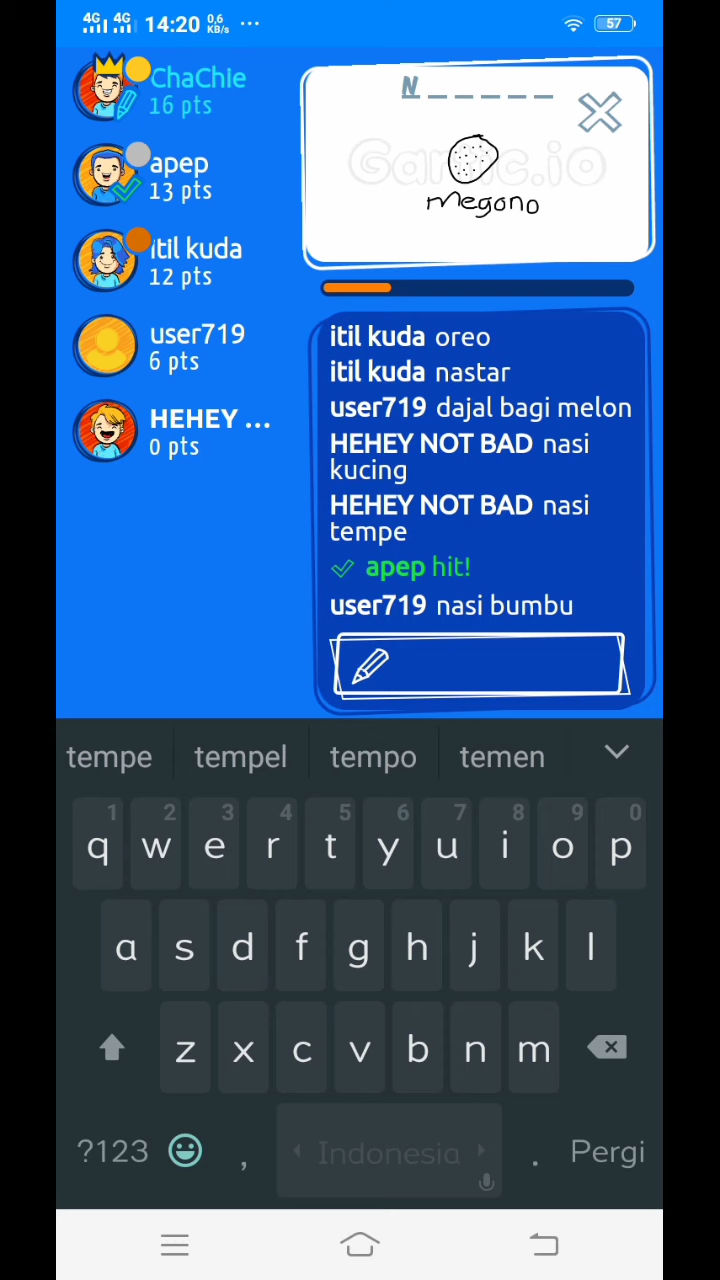 4G 4G 14:20 0,6 KB/s ... 57
ChaChie
16 pts
apep
13 pts
itil kuda
12 pts
user719
6 pts
HEHEY ...
0 pts
N _ _ _ _ _
Gartic.io
megono
itil kuda oreo
itil kuda nastar
user719 dajal bagi melon
HEHEY NOT BAD nasi
kucing
HEHEY NOT BAD nasi
tempe
apep hit!
user719 nasi bumbu
tempe tempel tempo temen
1 2 3 4 5 6 7 8 9 0
q w e r t y u i o p
a s d f g h j k l
z x c v b n m
?123 , Indonesia . Pergi